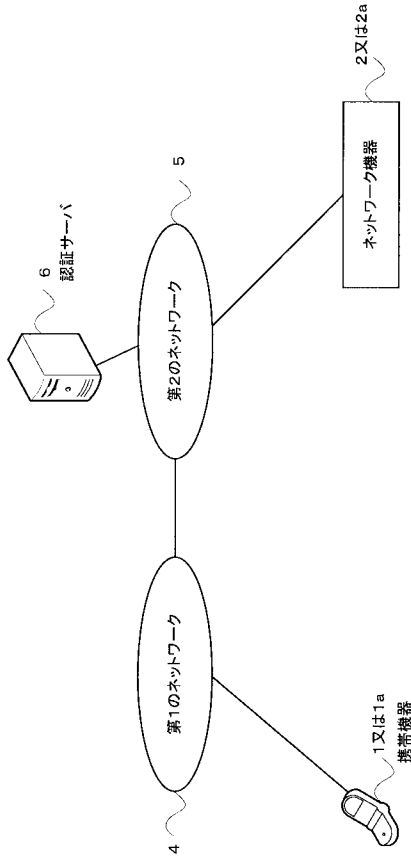 6
認証サーバ
5
第2のネットワーク
2又は2a
ネットワーク機器
第1のネットワーク
4
1又は1a
携帯機器